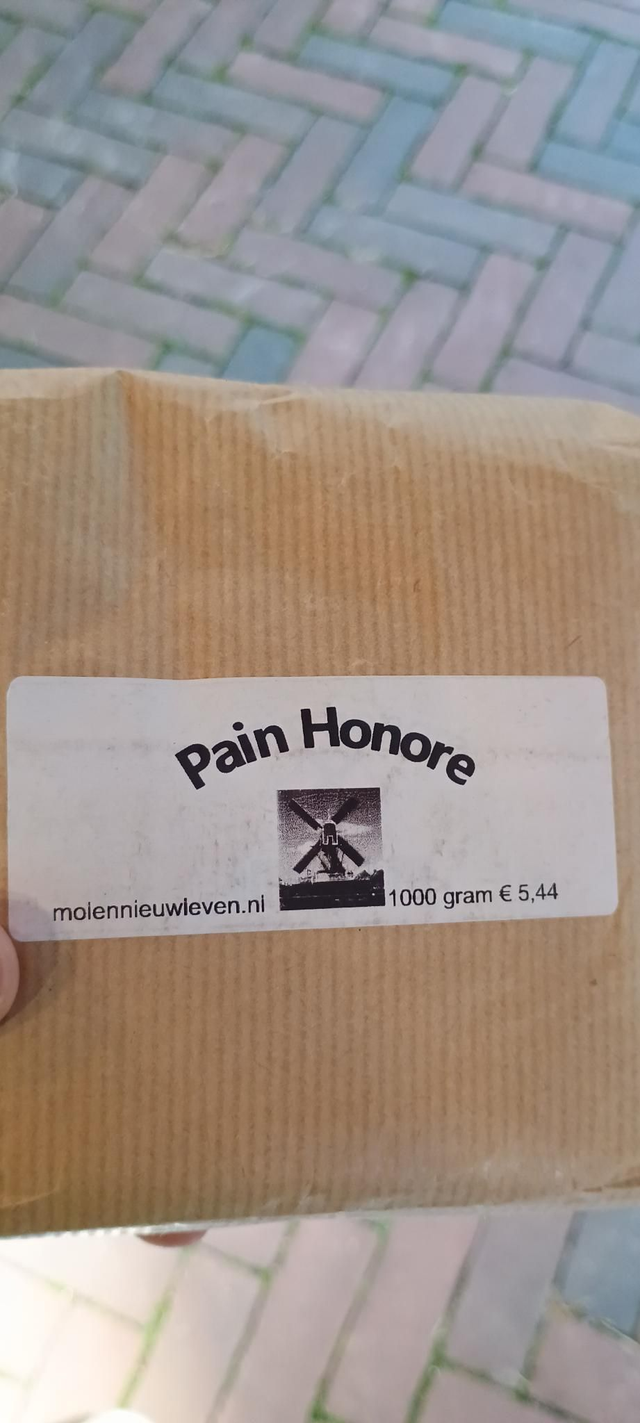 Pain Honore
molennieuwleven.nl 1000 gram € 5,44